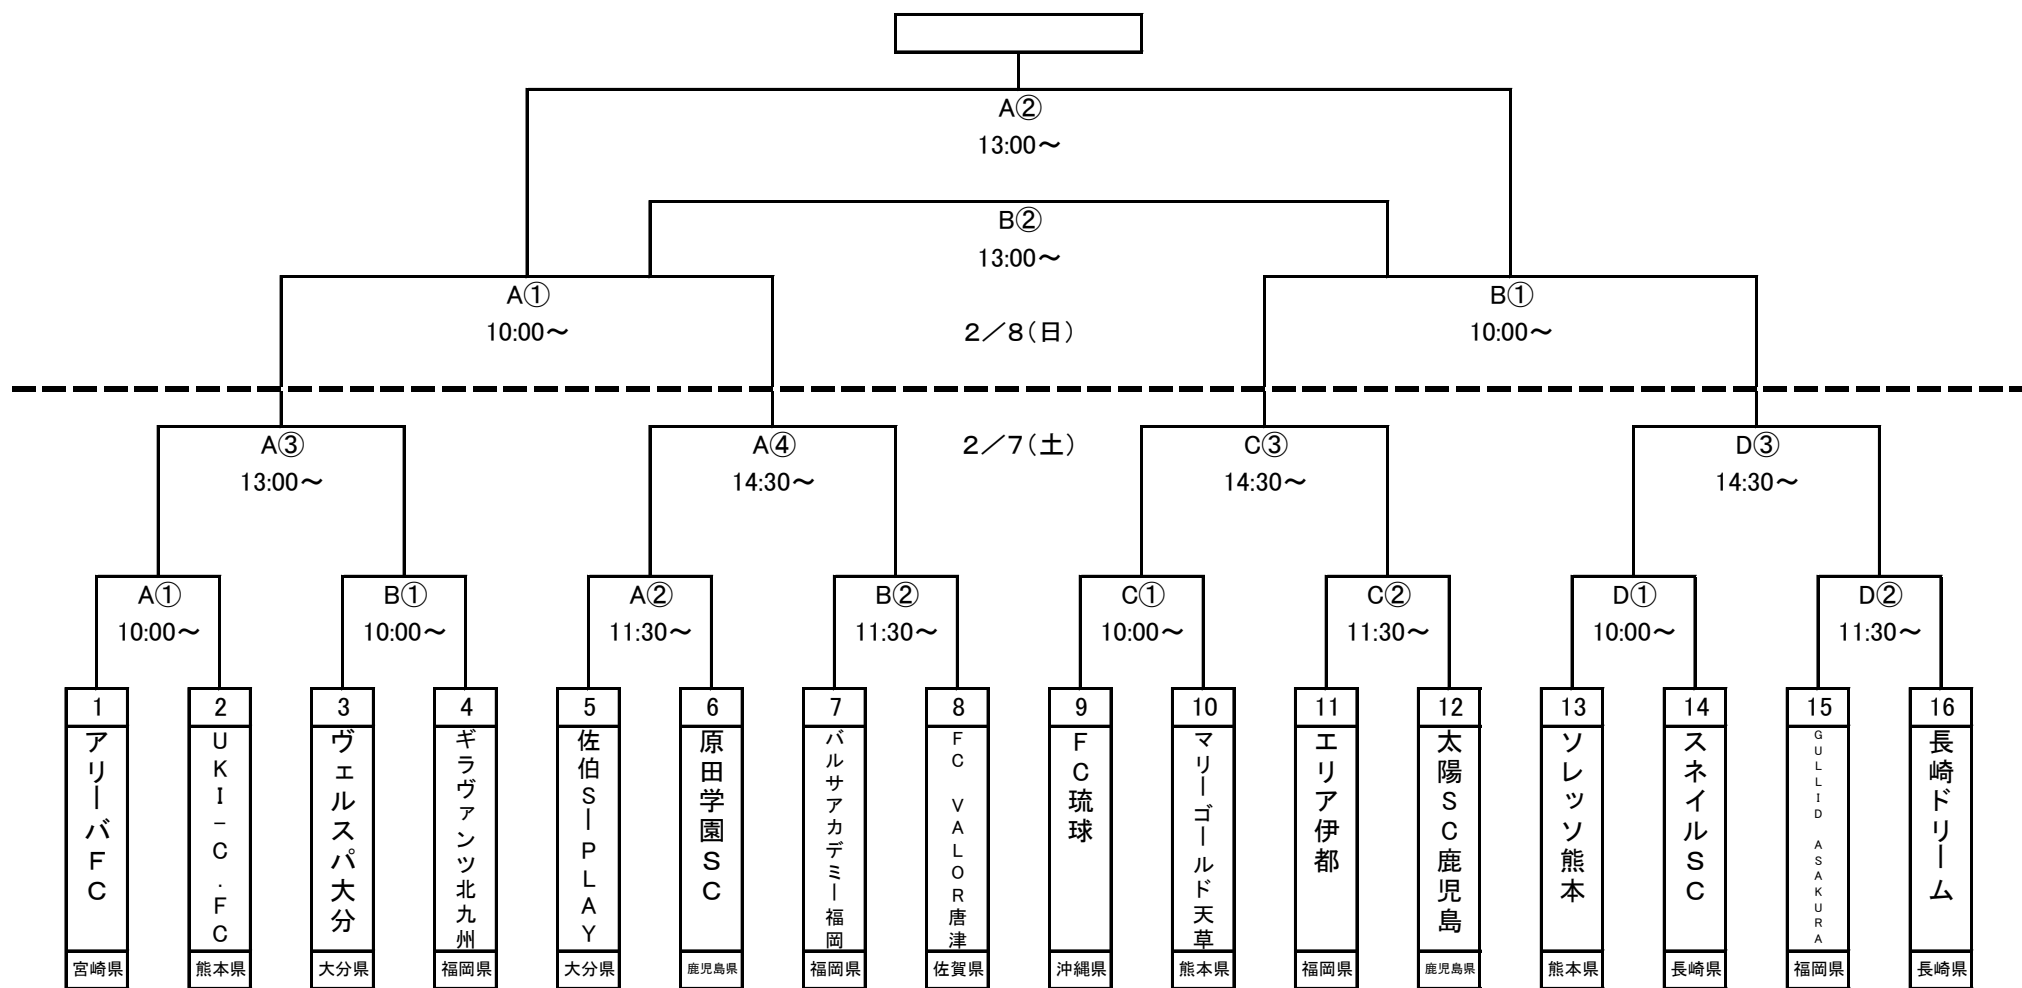 A②
13:00～
B②
13:00～
A① B①
10:00～ 2／8（日） 10:00～
A③ A④ 2／7（土） C③ D③
13:00～ 14:30～ 14:30～ 14:30～
A① B① A② B② C① C② D① D②
10:00～ 10:00～ 11:30～ 11:30～ 10:00～ 11:30～ 10:00～ 11:30～
1 2 3 4 5 6 7 8 9 10 11 12 13 14 15 16
アリーバFC
UKI-C.FC
ヴェルスパ大分
ギラヴァンツ北九州
佐伯S－PLAY
原田学園SC
バルサアカデミー福岡
FC VALOR唐津
FC琉球
マリーゴールド天草
エリア伊都
太陽SC鹿児島
ソレッソ熊本
スネイルSC
GULLID ASAKURA
長崎ドリーム
宮崎県 熊本県 大分県 福岡県 大分県 鹿児島県 福岡県 佐賀県 沖縄県 熊本県 福岡県 鹿児島県 熊本県 長崎県 福岡県 長崎県